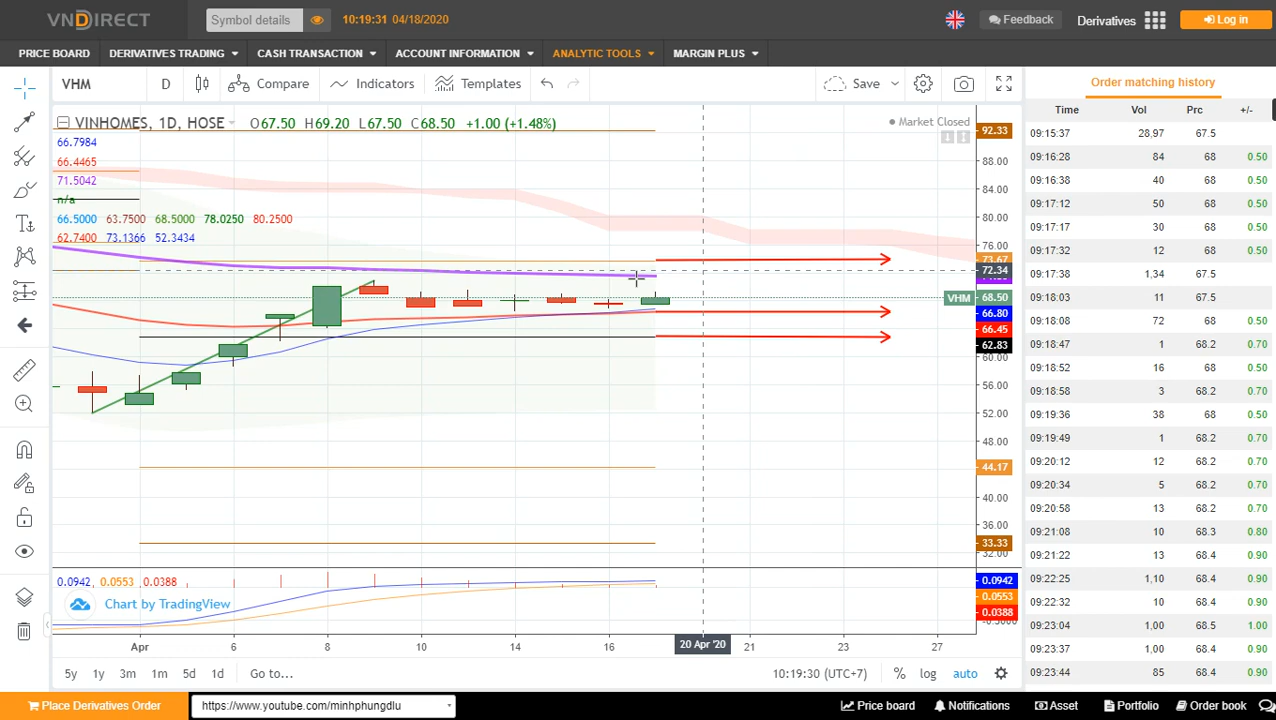 VNDIRECT Symbol details 10:19:31 04/18/2020 Feedback Derivatives Log in
PRICE BOARD DERIVATIVES TRADING CASH TRANSACTION ACCOUNT INFORMATION ANALYTIC TOOLS MARGIN PLUS
VHM D Compare Indicators Templates Save
Order matching history
VINHOMES, 1D, HOSE O67.50 H69.20 L67.50 C68.50 +1.00 (+1.48%)
Market Closed
66.7984
66.4465
71.5042
n/a
66.5000 63.7500 68.5000 78.0250 80.2500
62.7400 73.1366 52.3434
92.33
88.00
84.00
80.00
76.00
73.67
72.34
VHM 68.50
66.80
66.45
62.83
60.00
56.00
52.00
48.00
44.17
40.00
36.00
33.33
32.00
0.0942 0.0553 0.0388
0.0942
0.0553
0.0388
Chart by TradingView
Apr 6 8 10 14 16 20 Apr '20 21 23 27
5y 1y 3m 1m 5d 1d Go to... 10:19:30 (UTC+7) % log auto
Time Vol Prc +/-
09:15:37 28,97 67.5
09:16:28 84 68 0.50
09:16:38 40 68 0.50
09:17:12 50 68 0.50
09:17:17 30 68 0.50
09:17:32 12 68 0.50
09:17:38 1,34 67.5
09:18:03 11 67.5
09:18:08 72 68 0.50
09:18:47 1 68.2 0.70
09:18:52 16 68 0.50
09:18:58 3 68.2 0.70
09:19:36 38 68 0.50
09:19:49 1 68.2 0.70
09:20:12 12 68.2 0.70
09:20:34 5 68.2 0.70
09:20:58 13 68.2 0.70
09:21:08 10 68.3 0.80
09:21:22 13 68.4 0.90
09:22:25 1,10 68.4 0.90
09:22:32 10 68.4 0.90
09:23:04 1,00 68.5 1.00
09:23:37 1,00 68.4 0.90
09:23:44 85 68.4 0.90
Place Derivatives Order https://www.youtube.com/minhphungdlu Price board Notifications Asset Portfolio Order book